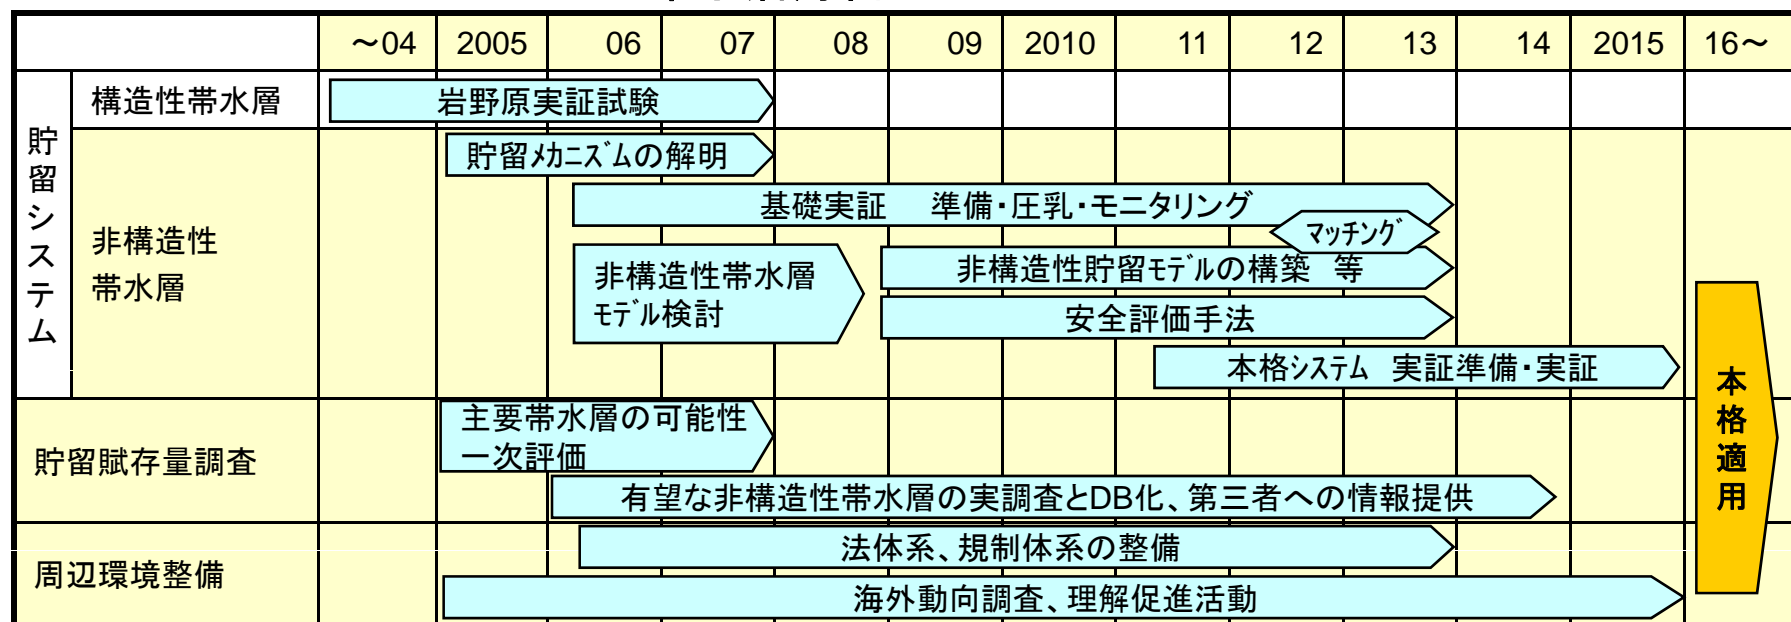 ～04 2005 06 07 08 09 2010 11 12 13 14 2015 16～
貯留システム
構造性帯水層
岩野原実証試験
非構造性
帯水層
貯留ﾒｶﾆｽﾞﾑの解明
基礎実証 準備・圧乳・モニタリング
マッチング
非構造性帯水層
ﾓﾃﾞﾙ検討
非構造性貯留ﾓﾃﾞﾙの構築 等
安全評価手法
本格ｼｽﾃﾑ 実証準備・実証
本格適用
貯留賦存量調査
主要帯水層の可能性
一次評価
有望な非構造性帯水層の実調査とDB化、第三者への情報提供
周辺環境整備
法体系、規制体系の整備
海外動向調査、理解促進活動